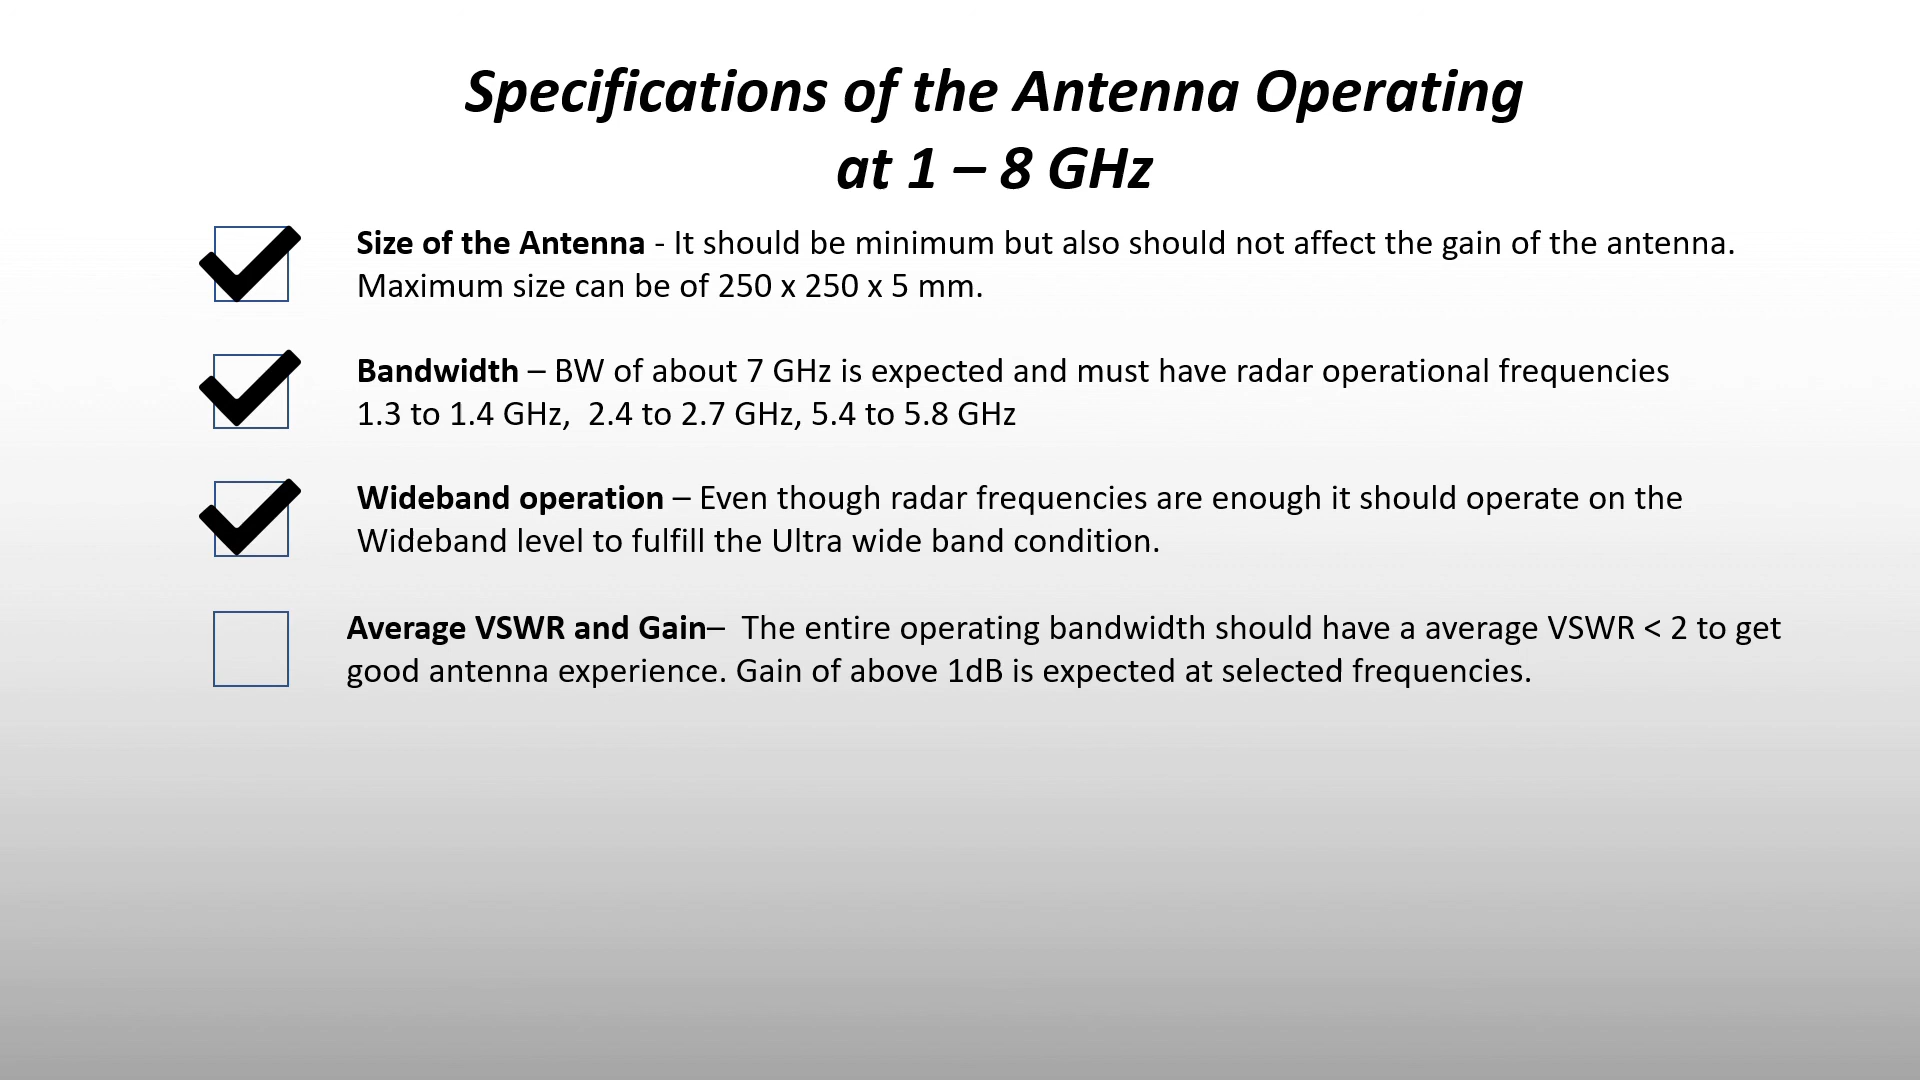 Specifications of the Antenna Operating
at 1 – 8 GHz
Size of the Antenna - It should be minimum but also should not affect the gain of the antenna.
Maximum size can be of 250 x 250 x 5 mm.
Bandwidth – BW of about 7 GHz is expected and must have radar operational frequencies
1.3 to 1.4 GHz,  2.4 to 2.7 GHz, 5.4 to 5.8 GHz
Wideband operation – Even though radar frequencies are enough it should operate on the
Wideband level to fulfill the Ultra wide band condition.
Average VSWR and Gain–  The entire operating bandwidth should have a average VSWR < 2 to get
good antenna experience. Gain of above 1dB is expected at selected frequencies.